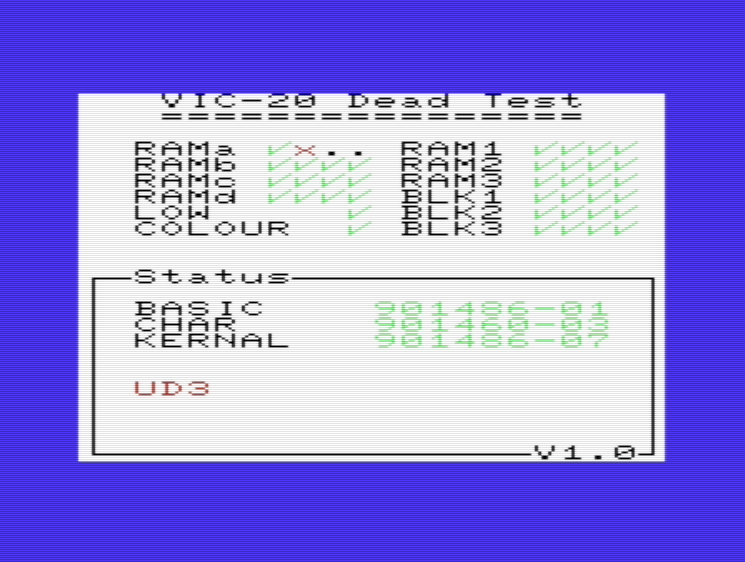 VIC-20 Dead Test
================
RAMa ✓✗.. RAM1 ✓✓✓✓
RAMb ✓✓✓✓ RAM2 ✓✓✓✓
RAMc ✓✓✓✓ RAM3 ✓✓✓✓
RAMd ✓✓✓✓ BLK1 ✓✓✓✓
LOW ✓ BLK2 ✓✓✓✓
COLOUR ✓ BLK3 ✓✓✓✓
Status
BASIC 901486-01
CHAR 901460-03
KERNAL 901486-07
UD3
V1.0